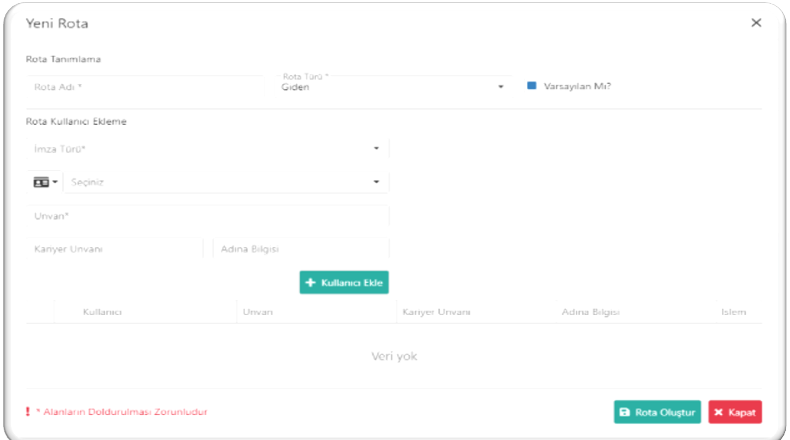 Yeni Rota
Rota Tanımlama
Rota Adı *
Rota Türü *
Giden
Varsayılan Mı?
Rota Kullanıcı Ekleme
İmza Türü*
Seçiniz
Unvan*
Kariyer Unvanı
Adına Bilgisi
+ Kullanıcı Ekle
Kullanıcı Unvan Kariyer Unvanı Adına Bilgisi İşlem
Veri yok
! * Alanların Doldurulması Zorunludur
Rota Oluştur
Kapat